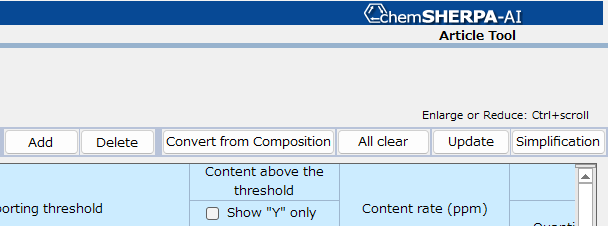 chemSHERPA-AI
Article Tool
Enlarge or Reduce: Ctrl+scroll
Add Delete Convert from Composition All clear Update Simplification
Content above the
threshold
orting threshold
Show "Y" only
Content rate (ppm)